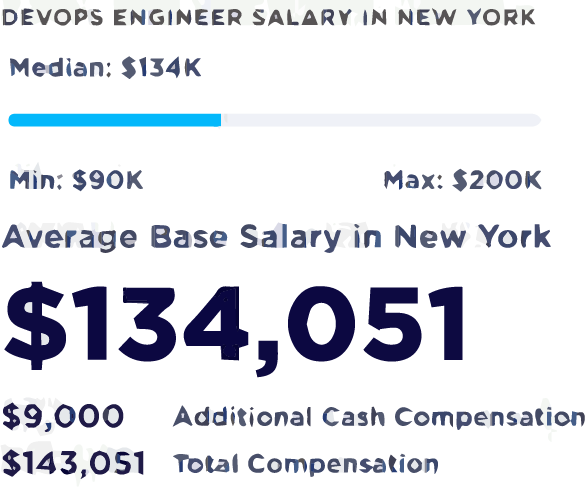 DEVOPS ENGINEER SALARY IN NEW YORK
Median: $134K
Min: $90K Max: $200K
Average Base Salary in New York
$134,051
$9,000 Additional Cash Compensation
$143,051 Total Compensation